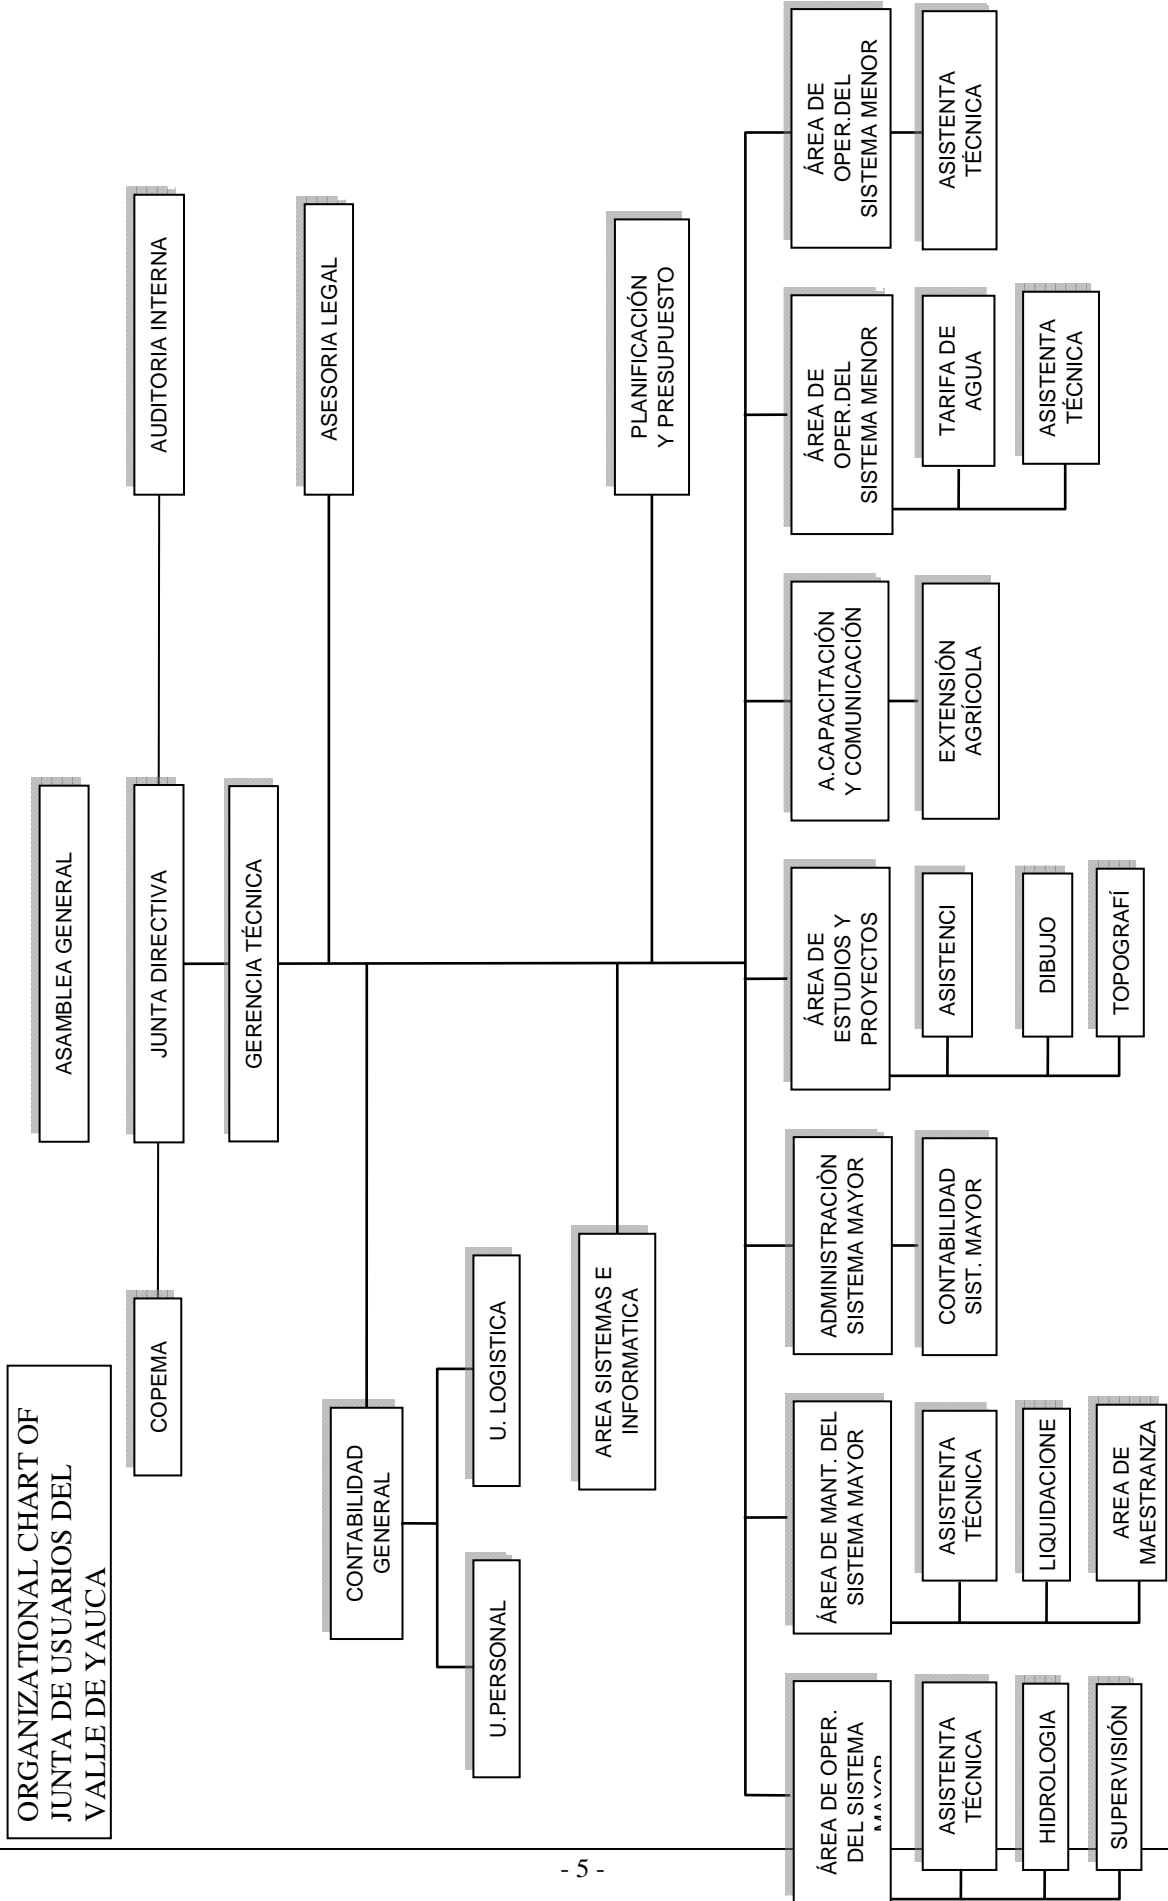 ORGANIZATIONAL CHART OF
JUNTA DE USUARIOS DEL
VALLE DE YAUCA
ASAMBLEA GENERAL
COPEMA
JUNTA DIRECTIVA
AUDITORIA INTERNA
GERENCIA TÉCNICA
ASESORIA LEGAL
CONTABILIDAD
GENERAL
U.PERSONAL
U. LOGISTICA
AREA SISTEMAS E
INFORMATICA
PLANIFICACIÓN
Y PRESUPUESTO
ÁREA DE OPER.
DEL SISTEMA
MAYOR
ASISTENTA
TÉCNICA
HIDROLOGIA
SUPERVISIÓN
ÁREA DE MANT. DEL
SISTEMA MAYOR
ASISTENTA
TÉCNICA
LIQUIDACIONE
AREA DE
MAESTRANZA
ADMINISTRACIÒN
SISTEMA MAYOR
CONTABILIDAD
SIST. MAYOR
ÁREA DE
ESTUDIOS Y
PROYECTOS
ASISTENCI
DIBUJO
TOPOGRAFÍ
A.CAPACITACIÓN
Y COMUNICACIÓN
EXTENSIÓN
AGRÍCOLA
ÁREA DE
OPER.DEL
SISTEMA MENOR
TARIFA DE
AGUA
ASISTENTA
TÉCNICA
ÁREA DE
OPER.DEL
SISTEMA MENOR
ASISTENTA
TÉCNICA
- 5 -